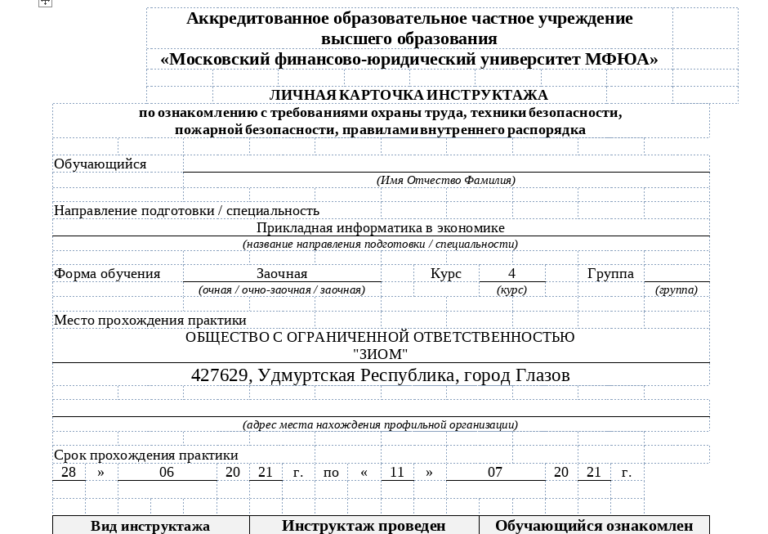 Аккредитованное образовательное частное учреждение
высшего образования
«Московский финансово-юридический университет МФЮА»
ЛИЧНАЯ КАРТОЧКА ИНСТРУКТАЖА
по ознакомлению с требованиями охраны труда, техники безопасности,
пожарной безопасности, правилами внутреннего распорядка
Обучающийся
(Имя Отчество Фамилия)
Направление подготовки / специальность
Прикладная информатика в экономике
(название направления подготовки / специальности)
Форма обучения Заочная Курс 4 Группа
(очная / очно-заочная / заочная) (курс) (группа)
Место прохождения практики
ОБЩЕСТВО С ОГРАНИЧЕННОЙ ОТВЕТСТВЕННОСТЬЮ
"ЗИОМ"
427629, Удмуртская Республика, город Глазов
(адрес места нахождения профильной организации)
Срок прохождения практики
28 » 06 20 21 г. по « 11 » 07 20 21 г.
Вид инструктажа Инструктаж проведен Обучающийся ознакомлен